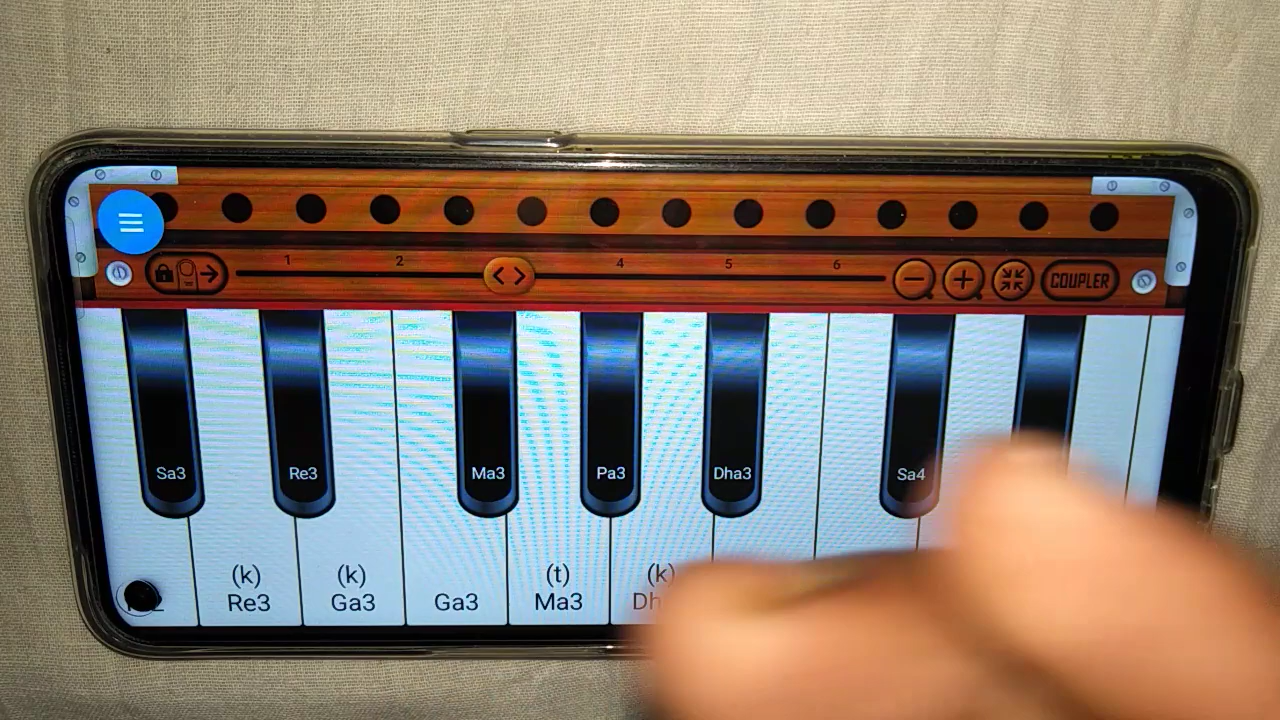 1 2 4 5 6
COUPLER
Sa3 Re3 Ma3 Pa3 Dha3 Sa4
(k) (k) (t) (k)
Re3 Ga3 Ga3 Ma3